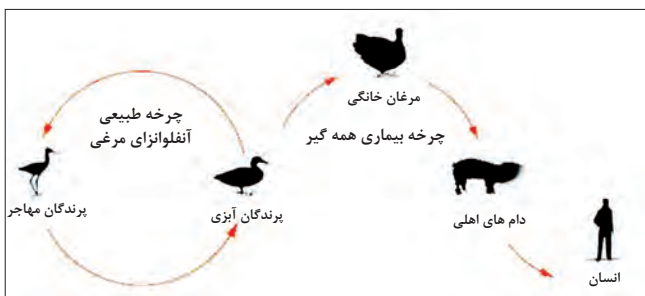 مرغان خانگی
چرخه طبیعی
آنفلوانزای مرغی
چرخه بیماری همه گیر
پرندگان مهاجر
پرندگان آبزی
دام های اهلی
انسان